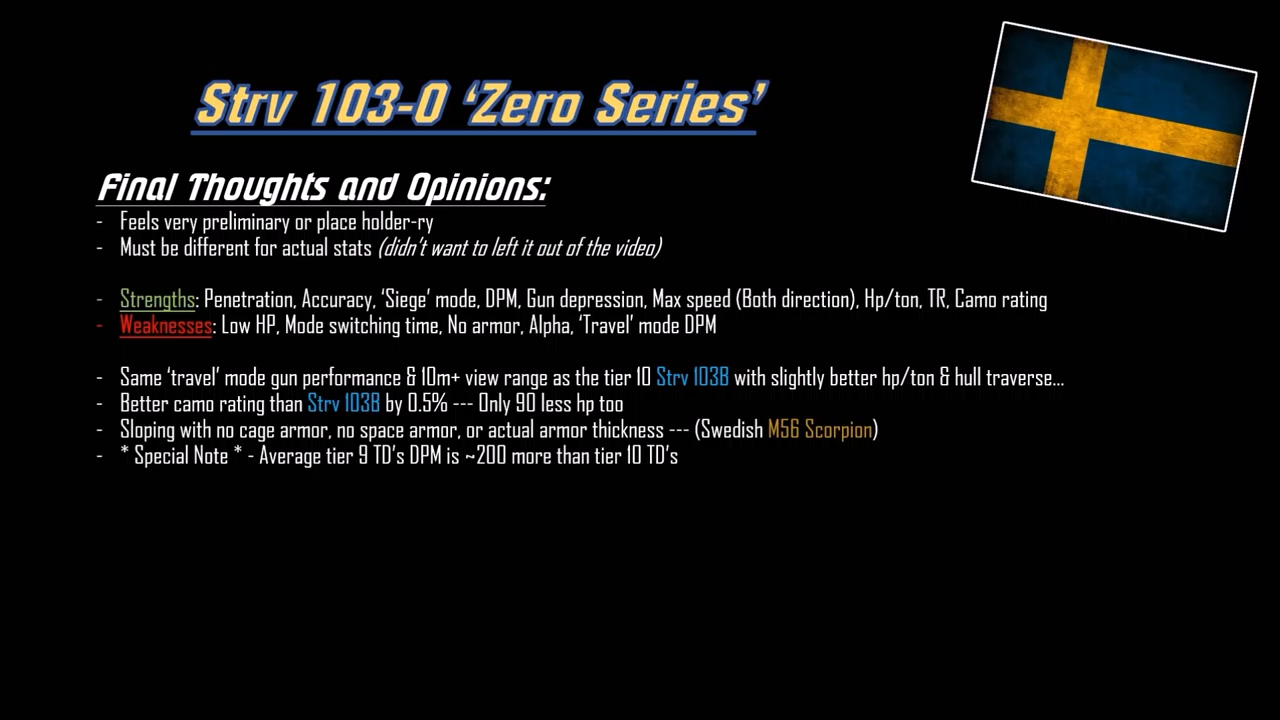 Strv 103-0 ‘Zero Series’
Final Thoughts and Opinions:
- Feels very preliminary or place holder-ry
- Must be different for actual stats (didn’t want to left it out of the video)
- Strengths: Penetration, Accuracy, ‘Siege’ mode, DPM, Gun depression, Max speed (Both direction), Hp/ton, TR, Camo rating
- Weaknesses: Low HP, Mode switching time, No armor, Alpha, ‘Travel’ mode DPM
- Same ‘travel’ mode gun performance & 10m+ view range as the tier 10 Strv 103B with slightly better hp/ton & hull traverse...
- Better camo rating than Strv 103B by 0.5% --- Only 90 less hp too
- Sloping with no cage armor, no space armor, or actual armor thickness --- (Swedish M56 Scorpion)
- * Special Note * - Average tier 9 TD’s DPM is ~200 more than tier 10 TD’s